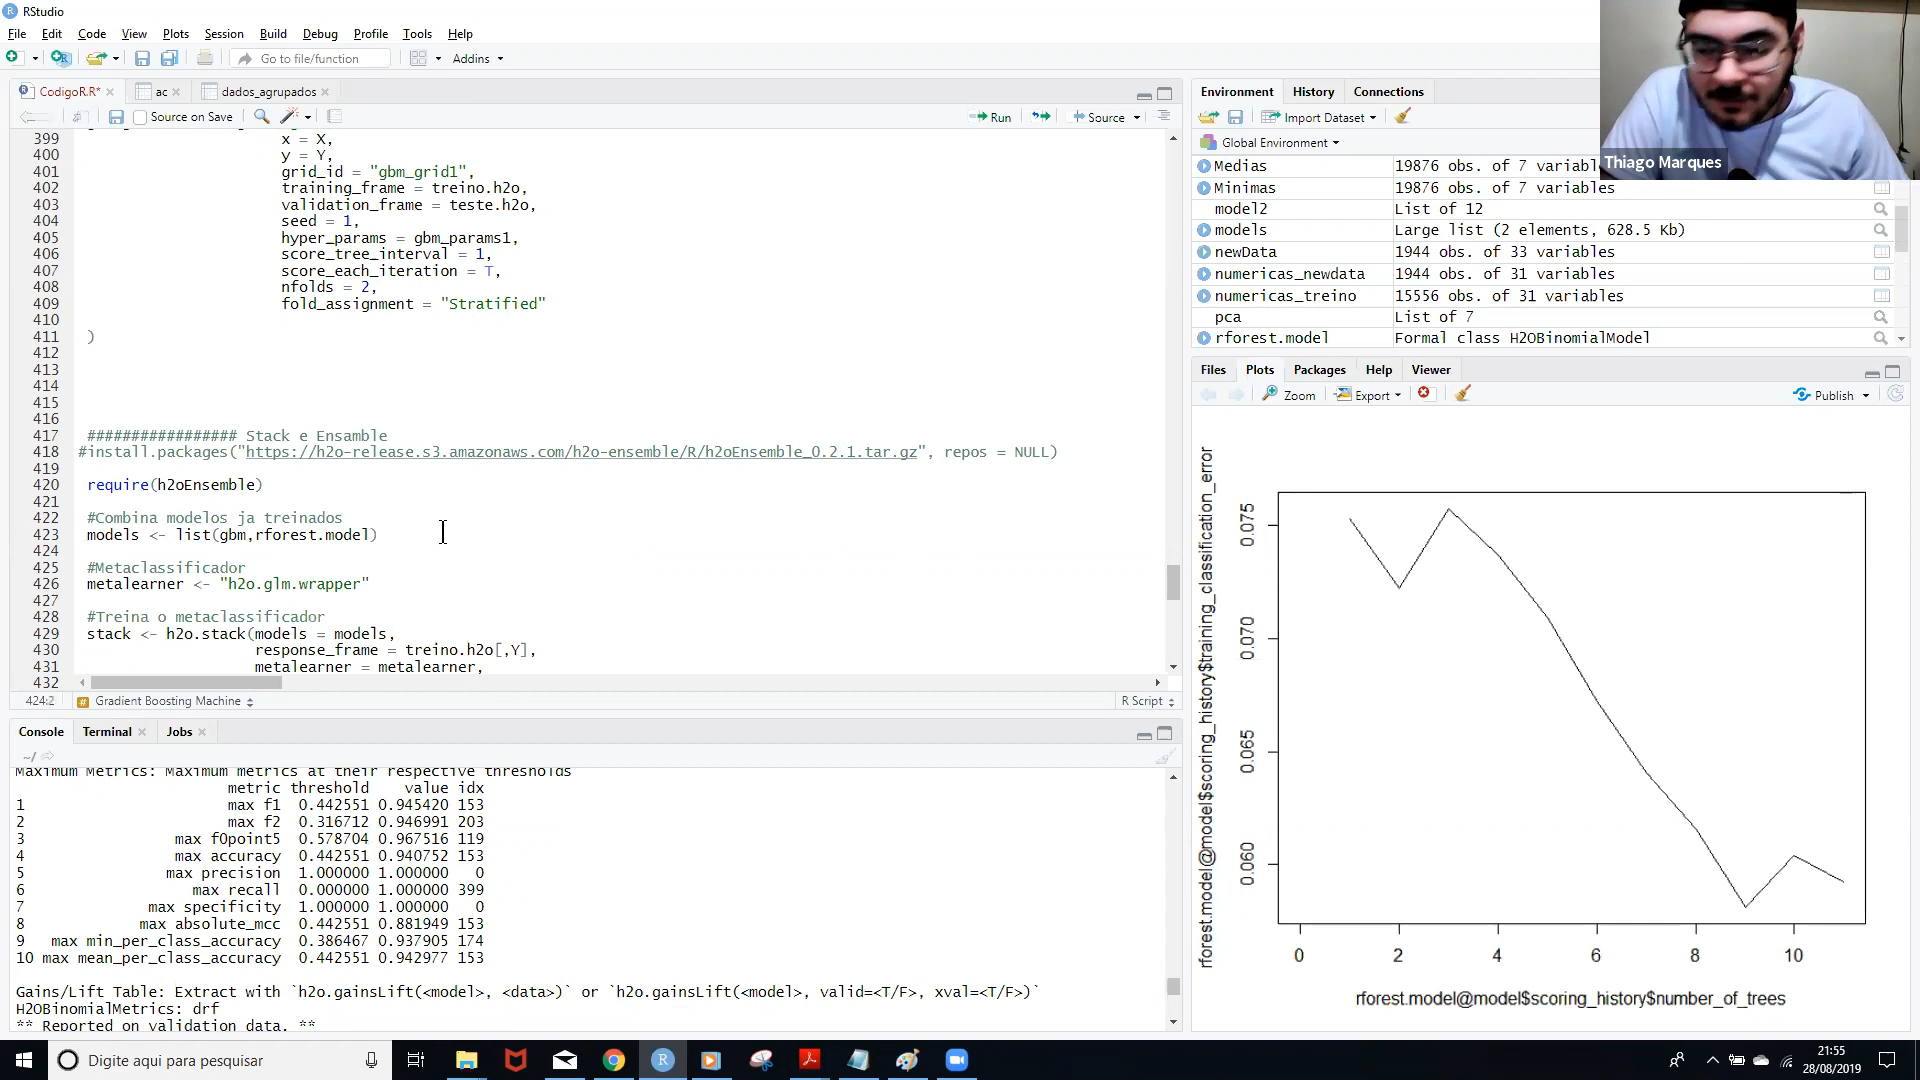 RStudio
File Edit Code View Plots Session Build Debug Profile Tools Help
Go to file/function Addins
CodigoR.R* ac dados_agrupados
Source on Save Run Source
399 x = X,
400 y = Y,
401 grid_id = "gbm_grid1",
402 training_frame = treino.h2o,
403 validation_frame = teste.h2o,
404 seed = 1,
405 hyper_params = gbm_params1,
406 score_tree_interval = 1,
407 score_each_iteration = T,
408 nfolds = 2,
409 fold_assignment = "Stratified"
410
411 )
412
413
414
415
416
417 ################# Stack e Ensamble
418 #install.packages("https://h2o-release.s3.amazonaws.com/h2o-ensemble/R/h2oEnsemble_0.2.1.tar.gz", repos = NULL)
419
420 require(h2oEnsemble)
421
422 #Combina modelos ja treinados
423 models <- list(gbm,rforest.model)
424
425 #Metaclassificador
426 metalearner <- "h2o.glm.wrapper"
427
428 #Treina o metaclassificador
429 stack <- h2o.stack(models = models,
430 response_frame = treino.h2o[,Y],
431 metalearner = metalearner,
432
424:2 Gradient Boosting Machine R Script
Console Terminal Jobs
~/
Maximum Metrics: Maximum metrics at their respective thresholds
metric threshold value idx
1 max f1 0.442551 0.945420 153
2 max f2 0.316712 0.946991 203
3 max f0point5 0.578704 0.967516 119
4 max accuracy 0.442551 0.940752 153
5 max precision 1.000000 1.000000 0
6 max recall 0.000000 1.000000 399
7 max specificity 1.000000 1.000000 0
8 max absolute_mcc 0.442551 0.881949 153
9 max min_per_class_accuracy 0.386467 0.937905 174
10 max mean_per_class_accuracy 0.442551 0.942977 153
Gains/Lift Table: Extract with `h2o.gainsLift(<model>, <data>)` or `h2o.gainsLift(<model>, valid=<T/F>, xval=<T/F>)`
H2OBinomialMetrics: drf
** Reported on validation data. **
Environment History Connections
Import Dataset
Global Environment
Thiago Marques
Medias 19876 obs. of 7 variabl
Minimas 19876 obs. of 7 variables
model2 List of 12
models Large list (2 elements, 628.5 Kb)
newData 1944 obs. of 33 variables
numericas_newdata 1944 obs. of 31 variables
numericas_treino 15556 obs. of 31 variables
pca List of 7
rforest.model Formal class H2OBinomialModel
Files Plots Packages Help Viewer
Zoom Export Publish
rforest.model@model$scoring_history$training_classification_error
0.075
0.070
0.065
0.060
0 2 4 6 8 10
rforest.model@model$scoring_history$number_of_trees
Digite aqui para pesquisar
21:55
28/08/2019